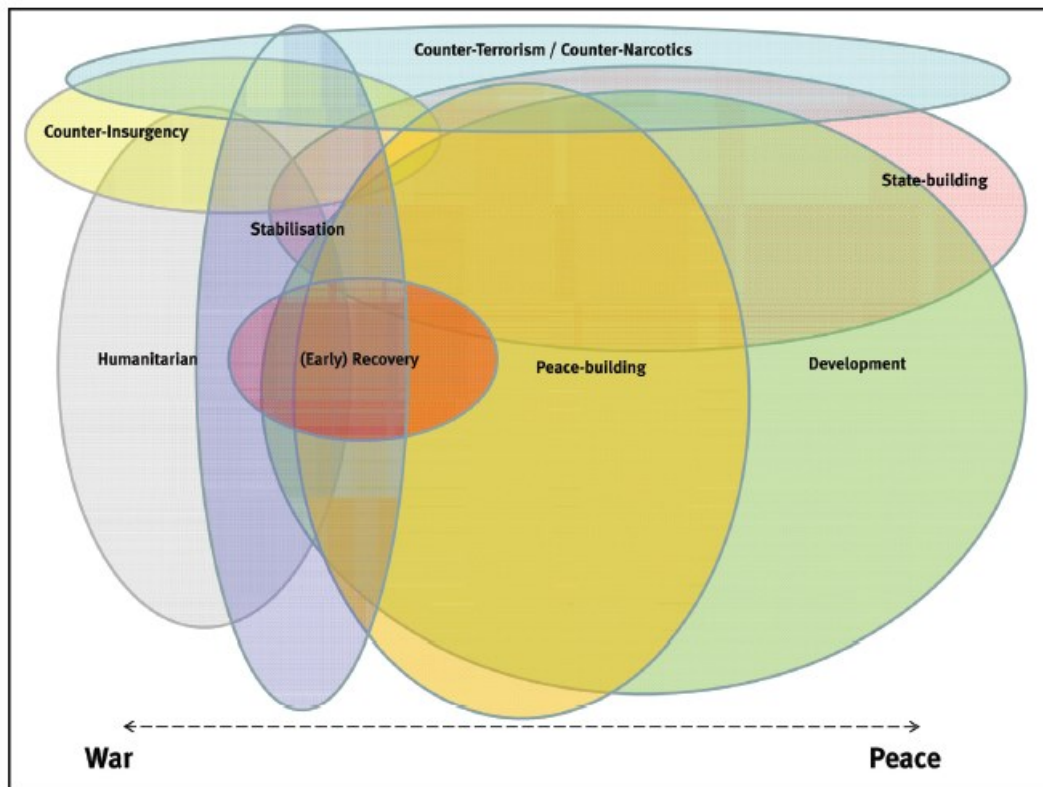 Counter-Terrorism / Counter-Narcotics
Counter-Insurgency
State-building
Stabilisation
Humanitarian
(Early) Recovery
Peace-building
Development
War
Peace